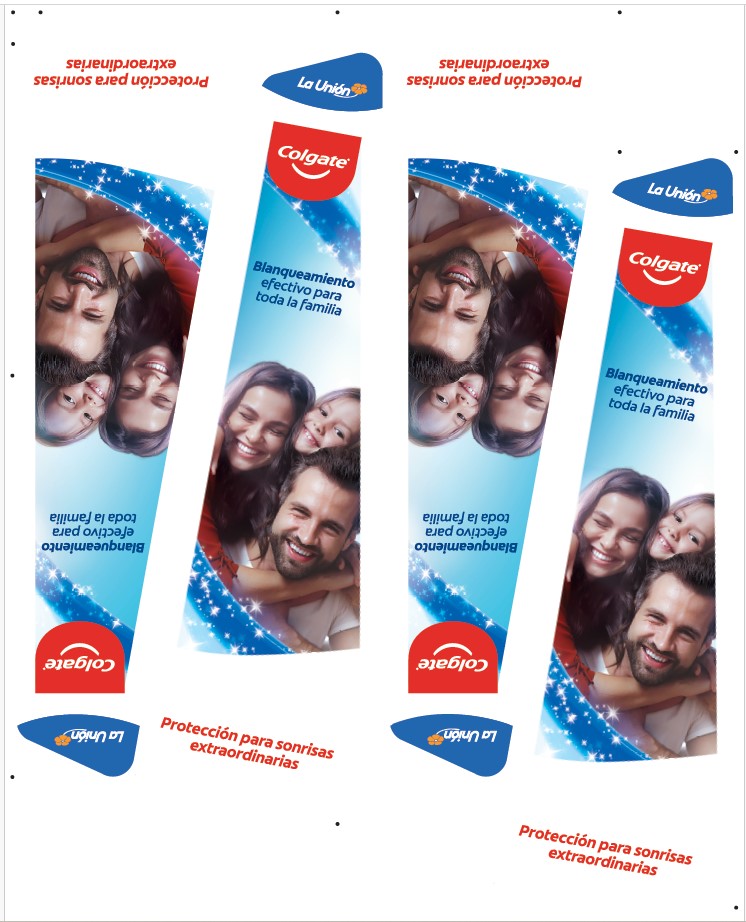 Protección para sonrisas
extraordinarias
La Unión
Protección para sonrisas
extraordinarias
Colgate
Blanqueamiento
efectivo para
toda la familia
La Unión
Colgate
Blanqueamiento
efectivo para
toda la familia
Blanqueamiento
efectivo para
toda la familia
Colgate
La Unión
Blanqueamiento
efectivo para
toda la familia
Colgate
La Unión
Protección para sonrisas
extraordinarias
Protección para sonrisas
extraordinarias